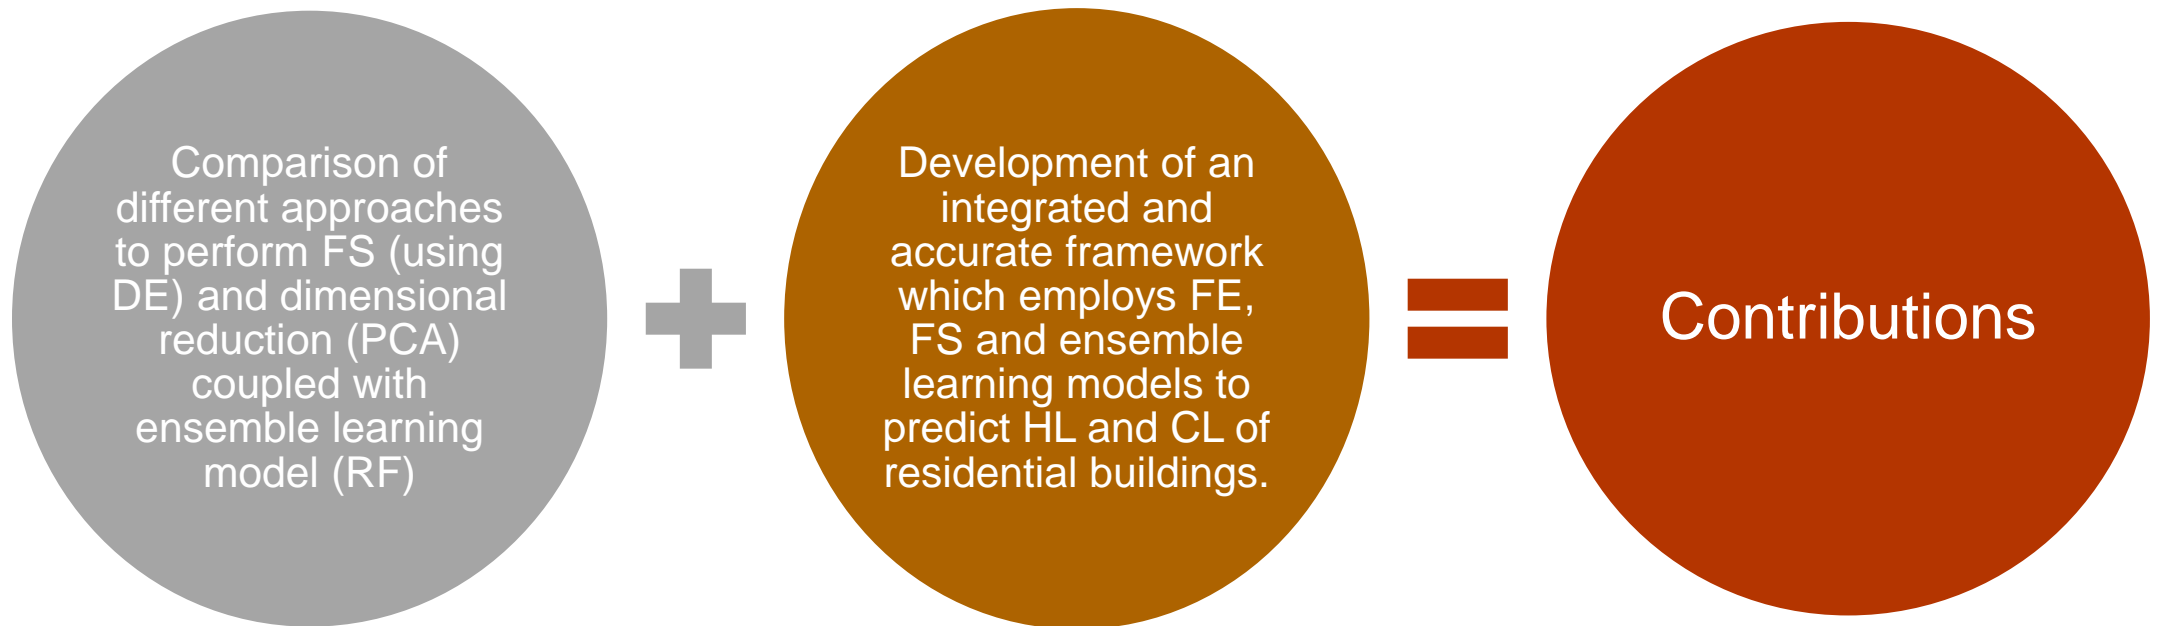 Comparison of
different approaches
to perform FS (using
DE) and dimensional
reduction (PCA)
coupled with
ensemble learning
model (RF)
Development of an
integrated and
accurate framework
which employs FE,
FS and ensemble
learning models to
predict HL and CL of
residential buildings.
Contributions